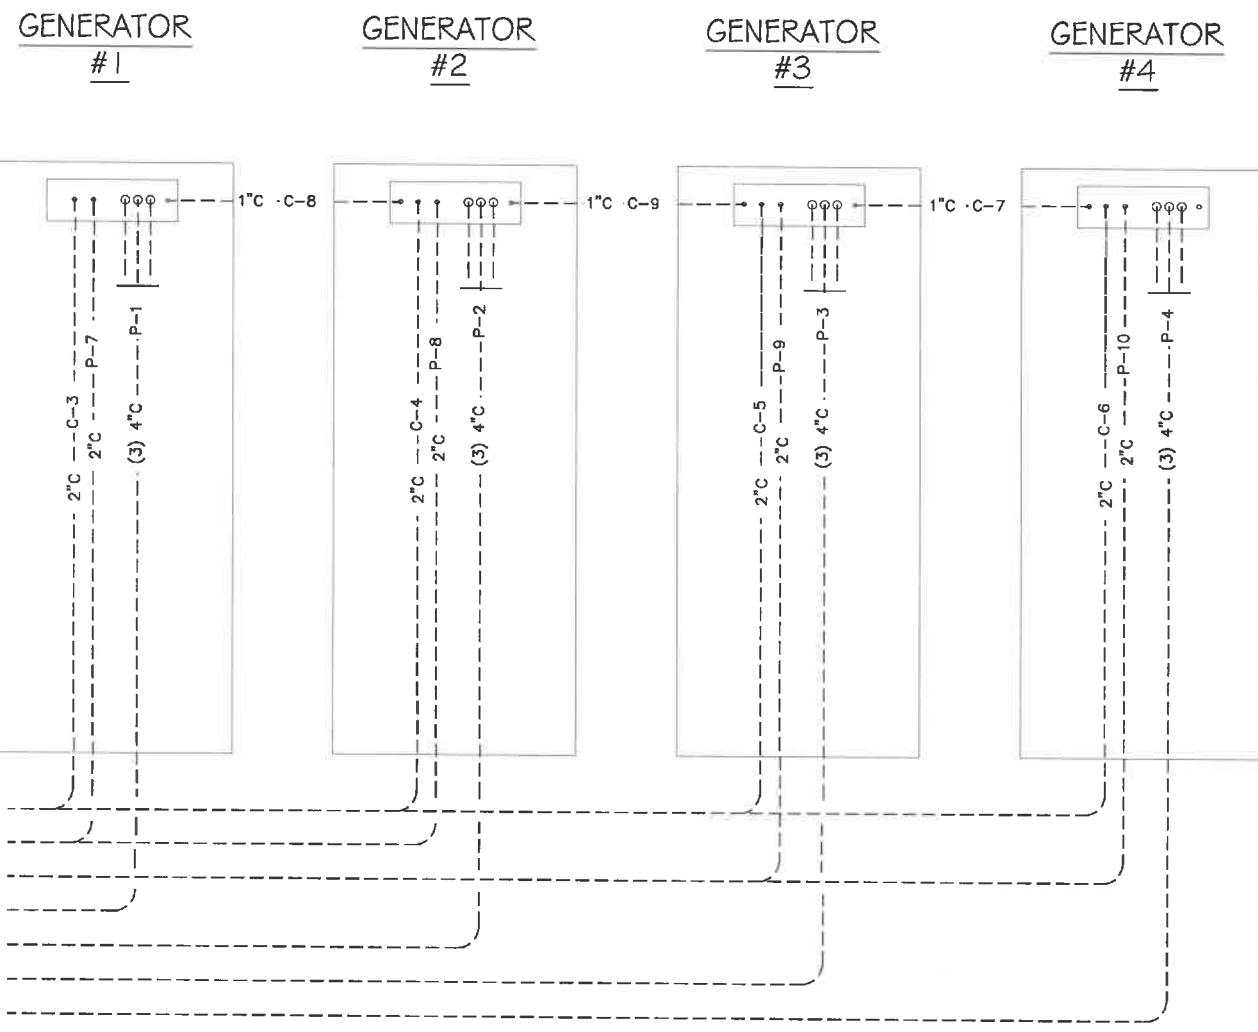 GENERATOR
#1
GENERATOR
#2
GENERATOR
#3
GENERATOR
#4
1"C C-8
1"C C-9
1"C C-7
2"C C-3
2"C P-7
(3) 4"C P-1
2"C C-4
2"C P-8
(3) 4"C P-2
2"C C-5
2"C P-9
(3) 4"C P-3
2"C C-6
2"C P-10
(3) 4"C P-4